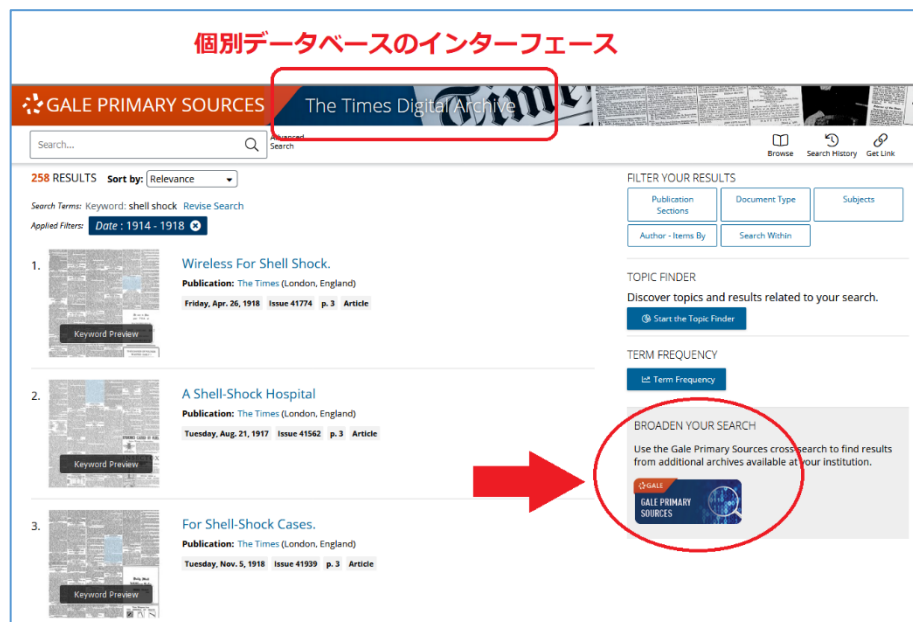 個別データベースのインターフェース
GALE PRIMARY SOURCES
The Times Digital Archive
Search...
Advanced
Search
Browse
Search History
Get Link
258 RESULTS Sort by: Relevance
Search Terms: Keyword: shell shock Revise Search
Applied Filters: Date : 1914 - 1918
1.
Wireless For Shell Shock.
Publication: The Times (London, England)
Friday, Apr. 26, 1918 Issue 41774 p. 3 Article
Keyword Preview
2.
A Shell-Shock Hospital
Publication: The Times (London, England)
Tuesday, Aug. 21, 1917 Issue 41562 p. 3 Article
Keyword Preview
3.
For Shell-Shock Cases.
Publication: The Times (London, England)
Tuesday, Nov. 5, 1918 Issue 41939 p. 3 Article
Keyword Preview
FILTER YOUR RESULTS
Publication
Sections
Document Type
Subjects
Author - Items By
Search Within
TOPIC FINDER
Discover topics and results related to your search.
Start the Topic Finder
TERM FREQUENCY
Term Frequency
BROADEN YOUR SEARCH
Use the Gale Primary Sources cross-search to find results
from additional archives available at your institution.
GALE
GALE PRIMARY
SOURCES